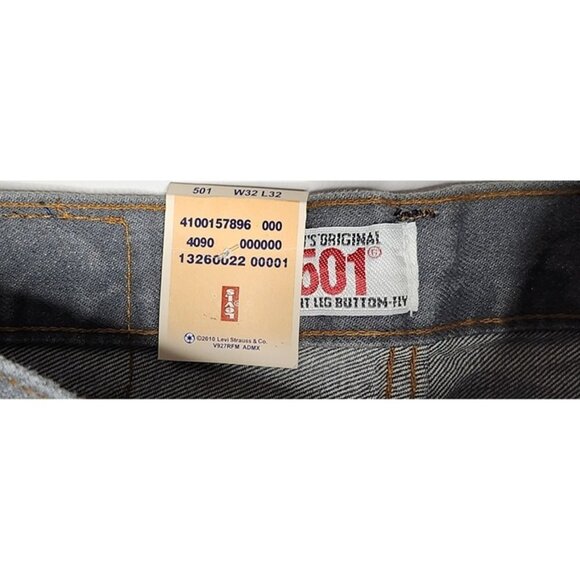 501 W32 L32
4100157896 000
4090 000000
13260022 00001
©2010 Levi Strauss & Co.
V927RFM ADMX
'S ORIGINAL
501®
T LEG BUTTON-FLY